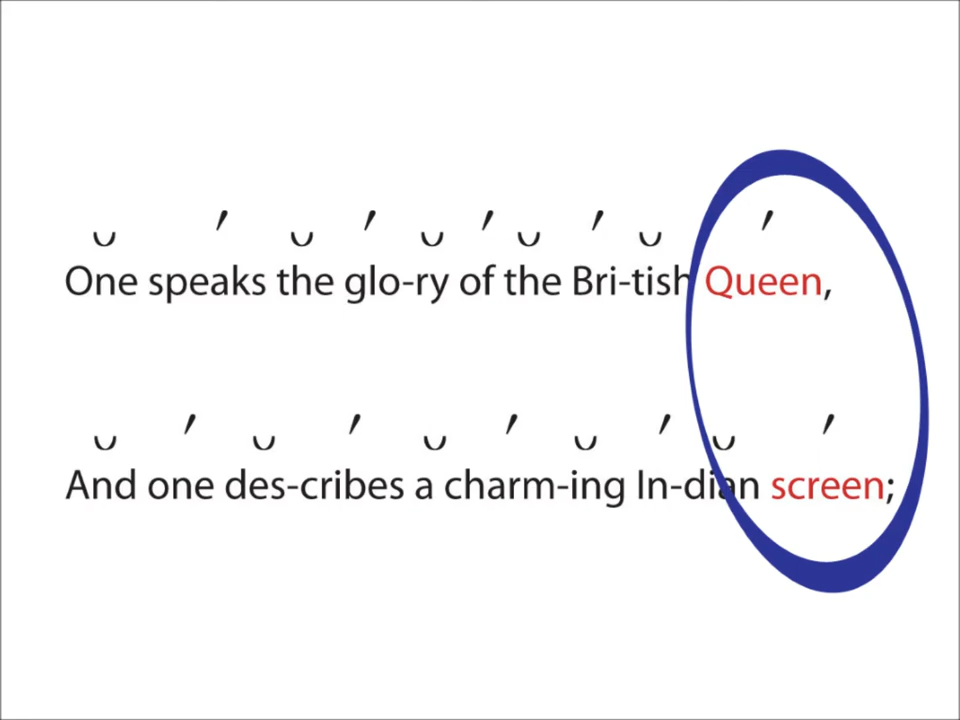 One speaks the glo-ry of the Bri-tish Queen,
And one des-cribes a charm-ing In-dian screen;